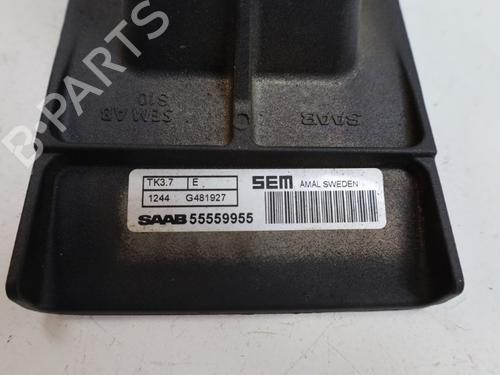 SEM AB
S10
SAAB
TK3.7 E
SEM ÅMÅL SWEDEN
1244 G481927
SAAB 55559955
B-PARTS